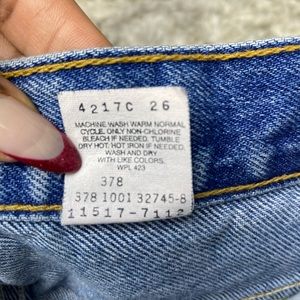 4217C 26
MACHINE WASH WARM NORMAL
CYCLE. ONLY NON-CHLORINE
BLEACH IF NEEDED, TUMBLE
DRY HOT. HOT IRON IF NEEDED.
WASH AND DRY
WITH LIKE COLORS.
WPL 423
378
378 1001 32745-8
11517-7112